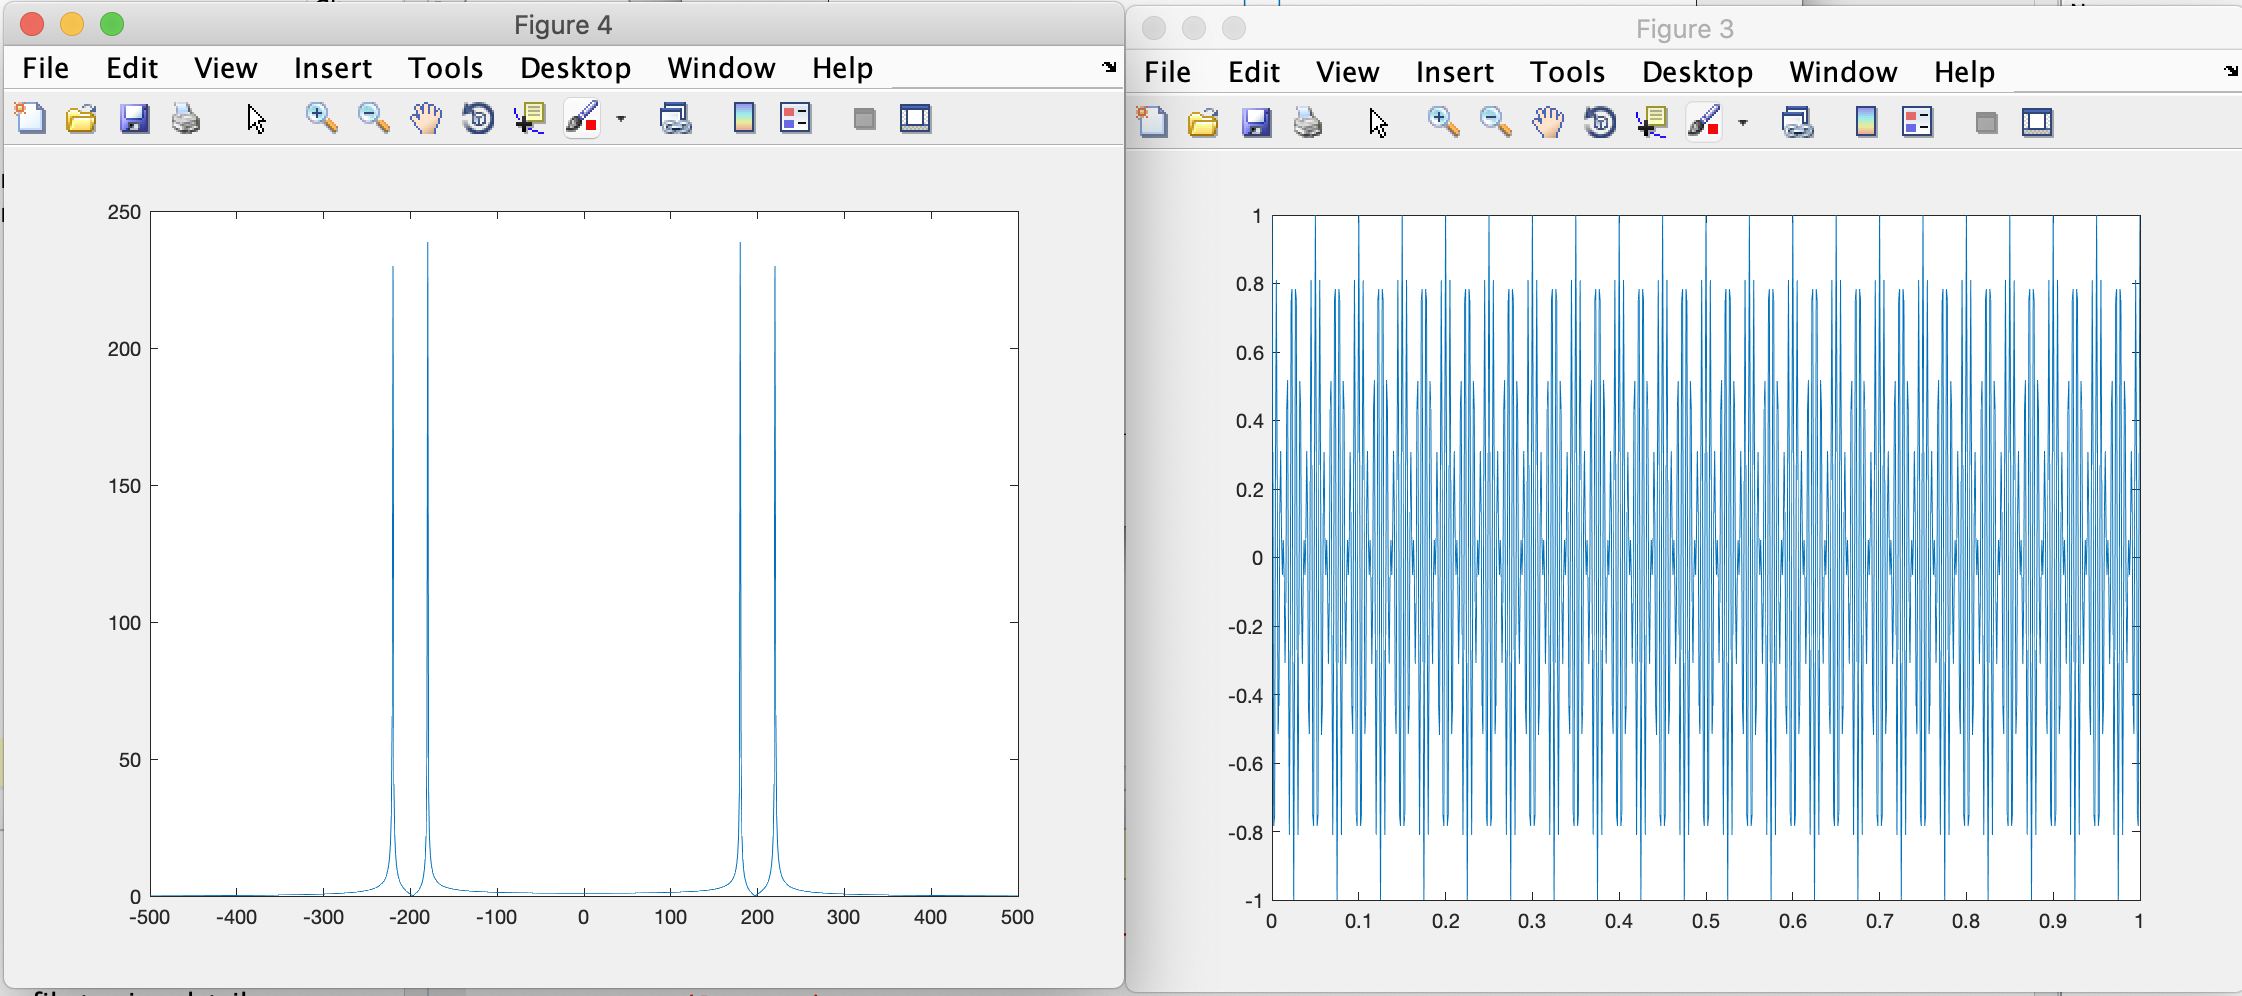 Figure 4
File Edit View Insert Tools Desktop Window Help
250
200
150
100
50
0
-500 -400 -300 -200 -100 0 100 200 300 400 500
Figure 3
File Edit View Insert Tools Desktop Window Help
1
0.8
0.6
0.4
0.2
0
-0.2
-0.4
-0.6
-0.8
-1
0 0.1 0.2 0.3 0.4 0.5 0.6 0.7 0.8 0.9 1